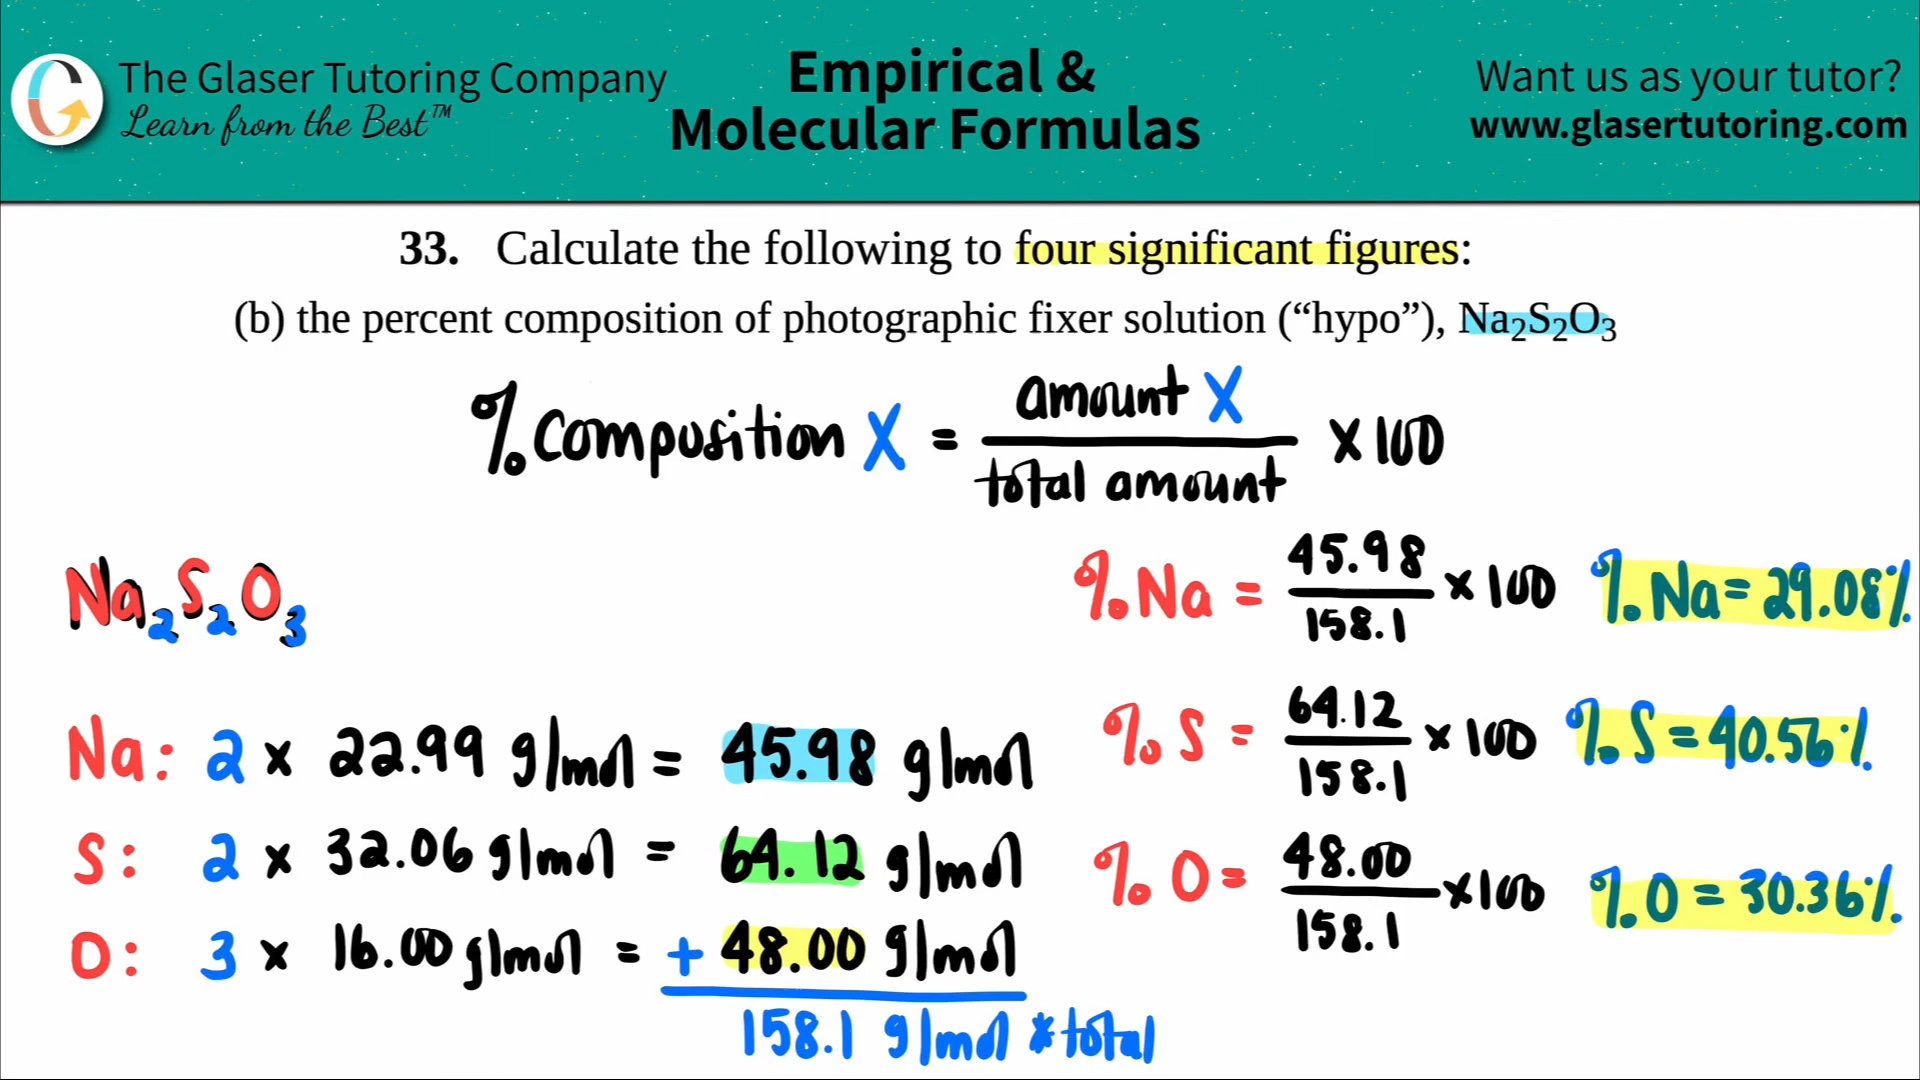 The Glaser Tutoring Company
Learn from the Best™
Empirical &
Molecular Formulas
Want us as your tutor?
www.glasertutoring.com
33. Calculate the following to four significant figures:
(b) the percent composition of photographic fixer solution (“hypo”), Na₂S₂O₃
% Composition X = amount X / total amount × 100
Na₂S₂O₃
Na: 2 × 22.99 g/mol = 45.98 g/mol
S: 2 × 32.06 g/mol = 64.12 g/mol
O: 3 × 16.00 g/mol = + 48.00 g/mol
158.1 g/mol * total
% Na = 45.98 / 158.1 × 100 % Na = 29.08%
% S = 64.12 / 158.1 × 100 % S = 40.56%
% O = 48.00 / 158.1 × 100 % O = 30.36%